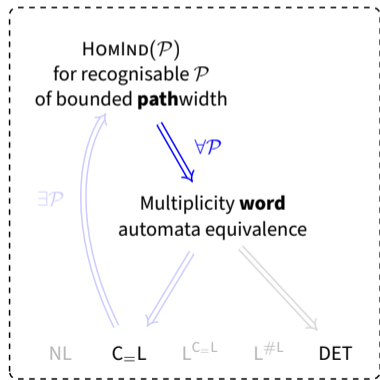 HomInd(𝒫)
for recognisable 𝒫
of bounded pathwidth
∀𝒫
∃𝒫
Multiplicity word
automata equivalence
NL C₌L L^C₌L L^#L DET